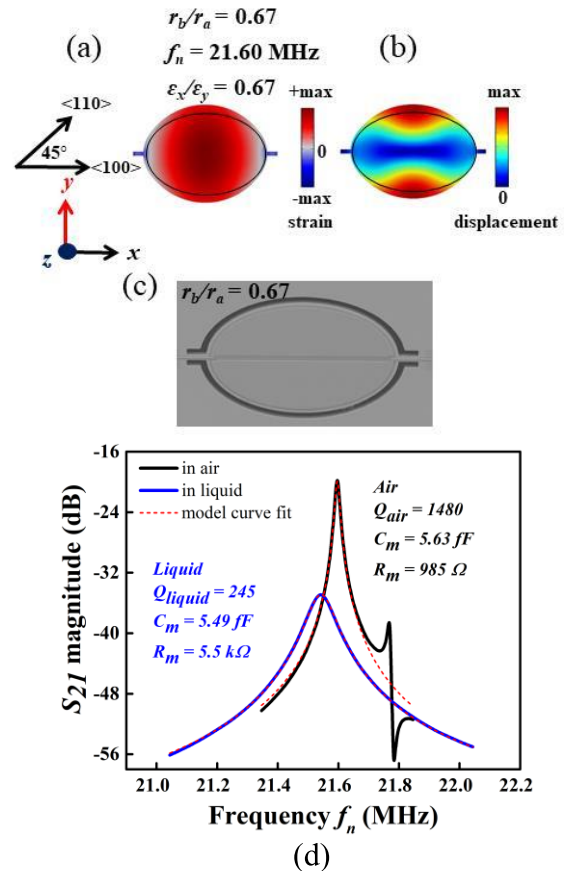 r_b/r_a = 0.67
(a)
f_n = 21.60 MHz
(b)
ε_x/ε_y = 0.67
<110>
45°
<100>
y
z
x
+max
0
-max
strain
max
0
displacement
(c)
r_b/r_a = 0.67
S_21 magnitude (dB)
-16
-24
-32
-40
-48
-56
in air
in liquid
model curve fit
Air
Q_air = 1480
C_m = 5.63 fF
R_m = 985 Ω
Liquid
Q_liquid = 245
C_m = 5.49 fF
R_m = 5.5 kΩ
21.0 21.2 21.4 21.6 21.8 22.0 22.2
Frequency f_n (MHz)
(d)